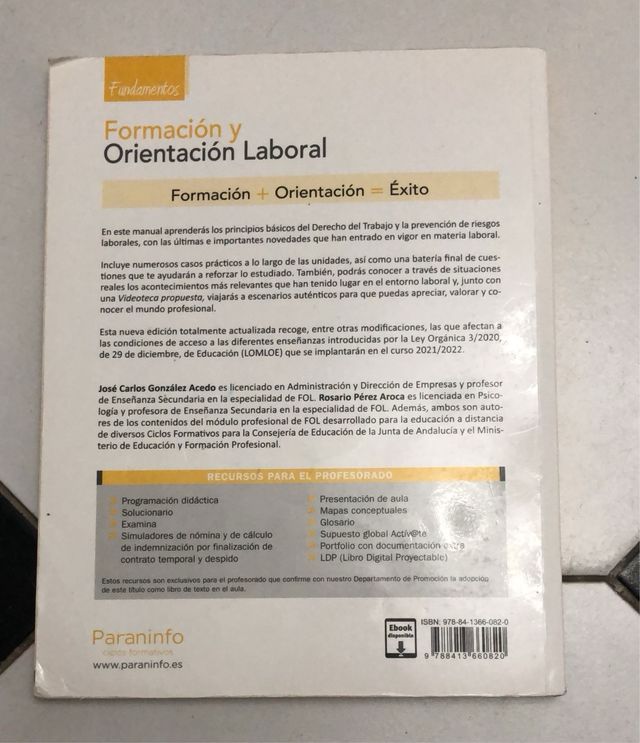 Fundamentos
Formación y
Orientación Laboral
Formación + Orientación = Éxito
En este manual aprenderás los principios básicos del Derecho del Trabajo y la prevención de riesgos
laborales, con las últimas e importantes novedades que han entrado en vigor en materia laboral.
Incluye numerosos casos prácticos a lo largo de las unidades, así como una batería final de cues-
tiones que te ayudarán a reforzar lo estudiado. También, podrás conocer a través de situaciones
reales los acontecimientos más relevantes que han tenido lugar en el entorno laboral y, junto con
una Videoteca propuesta, viajarás a escenarios auténticos para que puedas apreciar, valorar y co-
nocer el mundo profesional.
Esta nueva edición totalmente actualizada recoge, entre otras modificaciones, las que afectan a
las condiciones de acceso a las diferentes enseñanzas introducidas por la Ley Orgánica 3/2020,
de 29 de diciembre, de Educación (LOMLOE) que se implantarán en el curso 2021/2022.
José Carlos González Acedo es licenciado en Administración y Dirección de Empresas y profesor
de Enseñanza Secundaria en la especialidad de FOL. Rosario Pérez Aroca es licenciada en Psico-
logía y profesora de Enseñanza Secundaria en la especialidad de FOL. Además, ambos son auto-
res de los contenidos del módulo profesional de FOL desarrollado para la educación a distancia
de diversos Ciclos Formativos para la Consejería de Educación de la Junta de Andalucía y el Minis-
terio de Educación y Formación Profesional.
RECURSOS PARA EL PROFESORADO
Programación didáctica
Solucionario
Examina
Simuladores de nómina y de cálculo
de indemnización por finalización de
contrato temporal y despido
Presentación de aula
Mapas conceptuales
Glosario
Supuesto global Activ@te
Portfolio con documentación extra
LDP (Libro Digital Proyectable)
Estos recursos son exclusivos para el profesorado que confirme con nuestro Departamento de Promoción la adopción
de este título como libro de texto en el aula.
Paraninfo
ciclos formativos
www.paraninfo.es
Ebook
disponible
ISBN: 978-84-1366-082-0
9 788413 660820